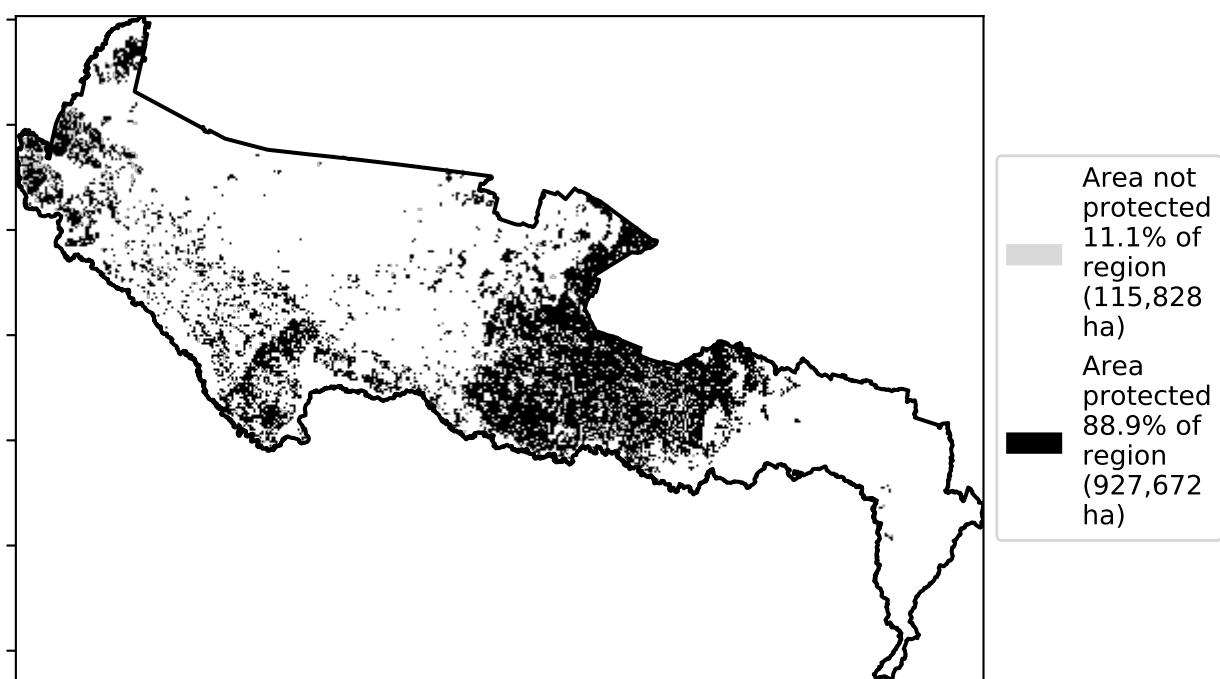 Area not
protected
11.1% of
region
(115,828
ha)
Area
protected
88.9% of
region
(927,672
ha)